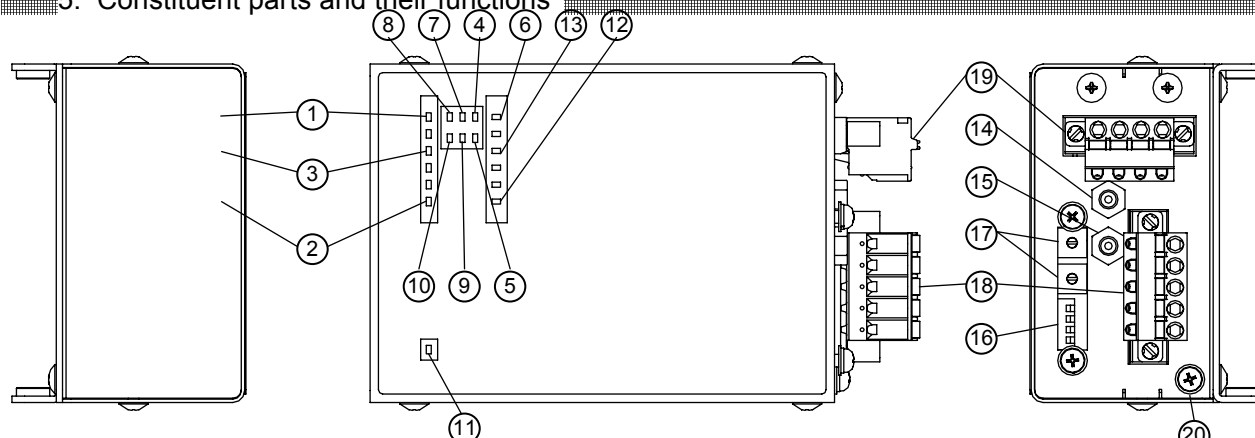 5. Constituent parts and their functions
⑧ ⑦ ④ ⑥ ⑬ ⑫
① ⑲
⑭
③ ⑮
② ⑰
⑩ ⑨ ⑤ ⑱
⑯
⑪ ⑳